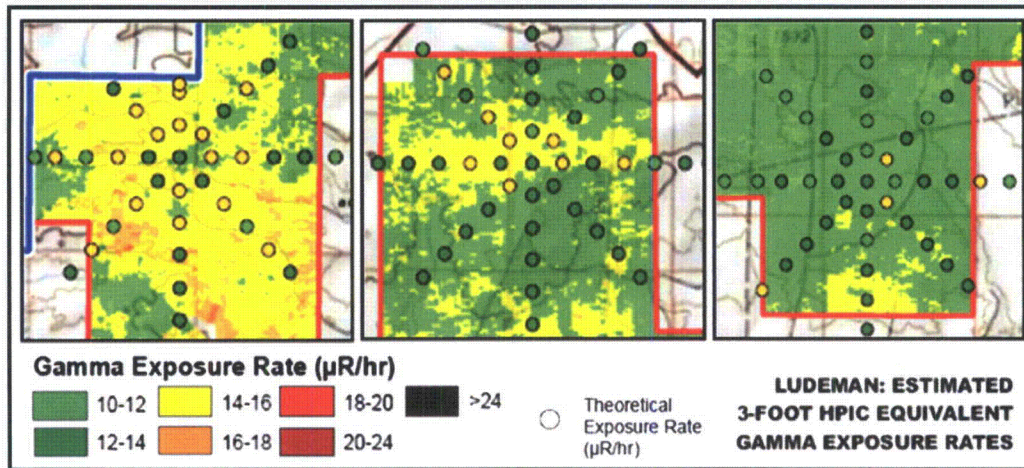 Gamma Exposure Rate (µR/hr)
10-12
14-16
18-20
>24
12-14
16-18
20-24
Theoretical
Exposure Rate
(µR/hr)
LUDEMAN: ESTIMATED
3-FOOT HPIC EQUIVALENT
GAMMA EXPOSURE RATES